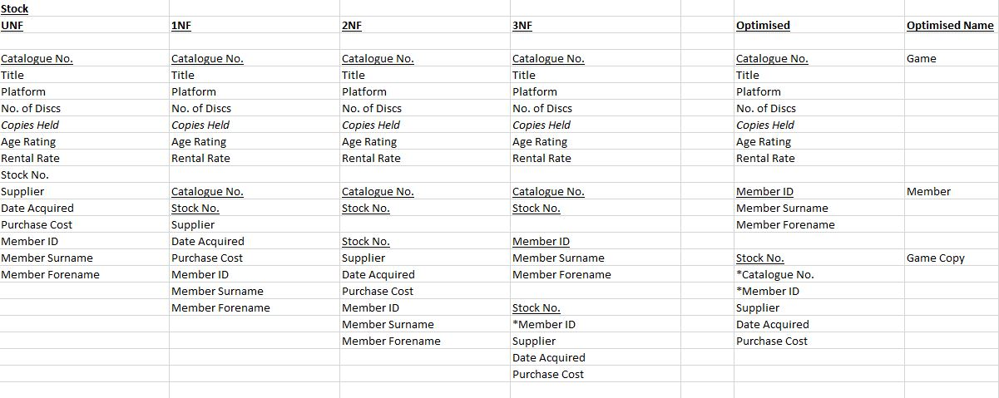 Stock
UNF 1NF 2NF 3NF Optimised Optimised Name
Catalogue No. Catalogue No. Catalogue No. Catalogue No. Catalogue No. Game
Title Title Title Title Title
Platform Platform Platform Platform Platform
No. of Discs No. of Discs No. of Discs No. of Discs No. of Discs
Copies Held Copies Held Copies Held Copies Held Copies Held
Age Rating Age Rating Age Rating Age Rating Age Rating
Rental Rate Rental Rate Rental Rate Rental Rate Rental Rate
Stock No.
Supplier Catalogue No. Catalogue No. Catalogue No. Member ID Member
Date Acquired Stock No. Stock No. Stock No. Member Surname
Purchase Cost Supplier Member Forename
Member ID Date Acquired Stock No. Member ID
Member Surname Purchase Cost Supplier Member Surname Stock No. Game Copy
Member Forename Member ID Date Acquired Member Forename *Catalogue No.
Member Surname Purchase Cost *Member ID
Member Forename Member ID Stock No. Supplier
Member Surname *Member ID Date Acquired
Member Forename Supplier Purchase Cost
Date Acquired
Purchase Cost